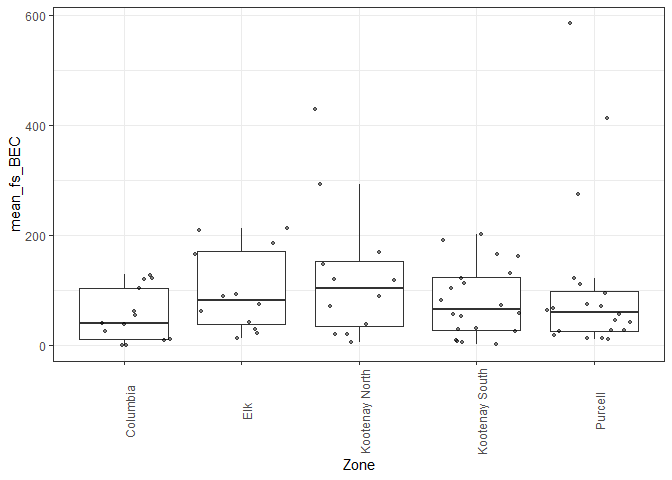 600
400
200
0
mean_fs_BEC
Columbia
Elk
Kootenay North
Kootenay South
Purcell
Zone